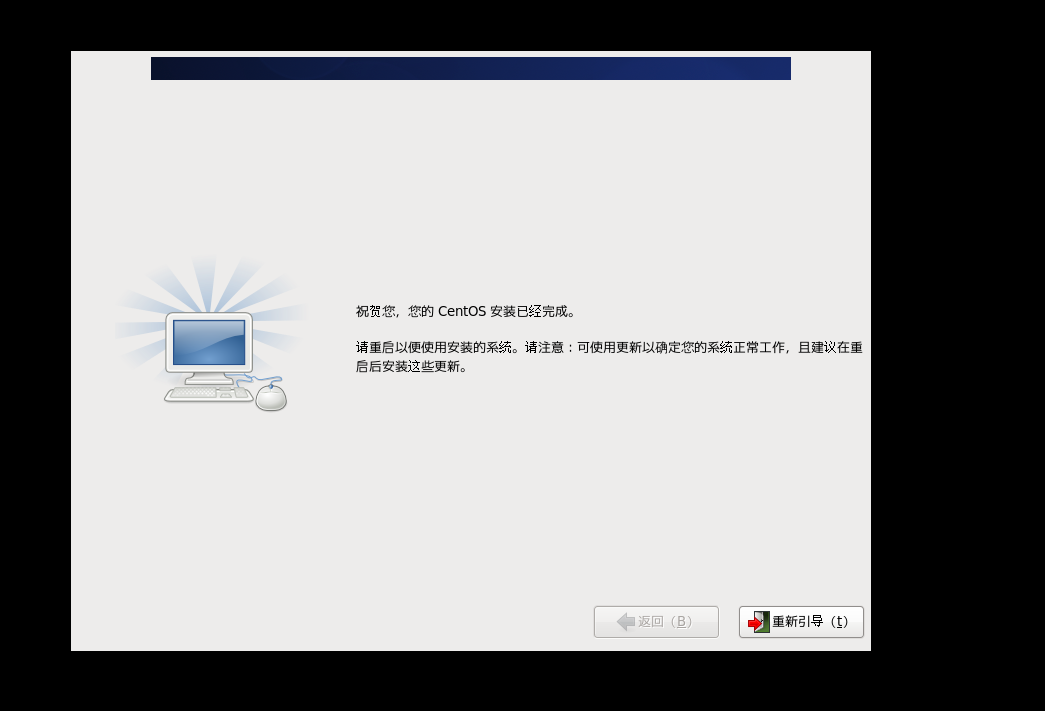 祝贺您，您的 CentOS 安装已经完成。
请重启以便使用安装的系统。请注意：可使用更新以确定您的系统正常工作，且建议在重
启后安装这些更新。
返回（B）
重新引导（t）